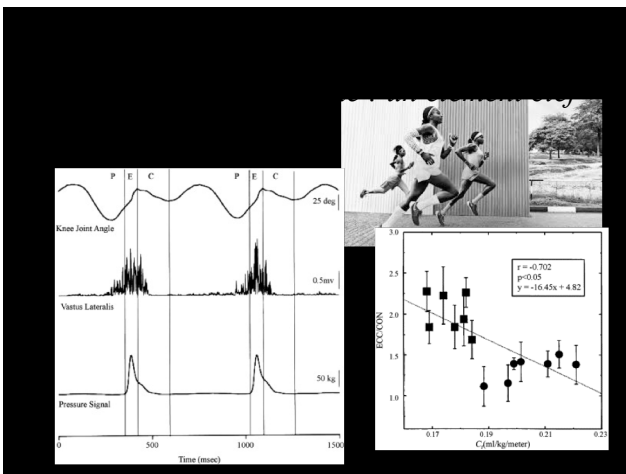 P E C P E C
25 deg
Knee Joint Angle
0.5mv
Vastus Lateralis
50 kg
Pressure Signal
0 500 1000 1500
Time (msec)
3.0
2.5
2.0
1.5
1.0
ECC/CON
r = -0.702
p<0.05
y = -16.45x + 4.82
0.17 0.19 0.21 0.23
Cr(ml/kg/meter)